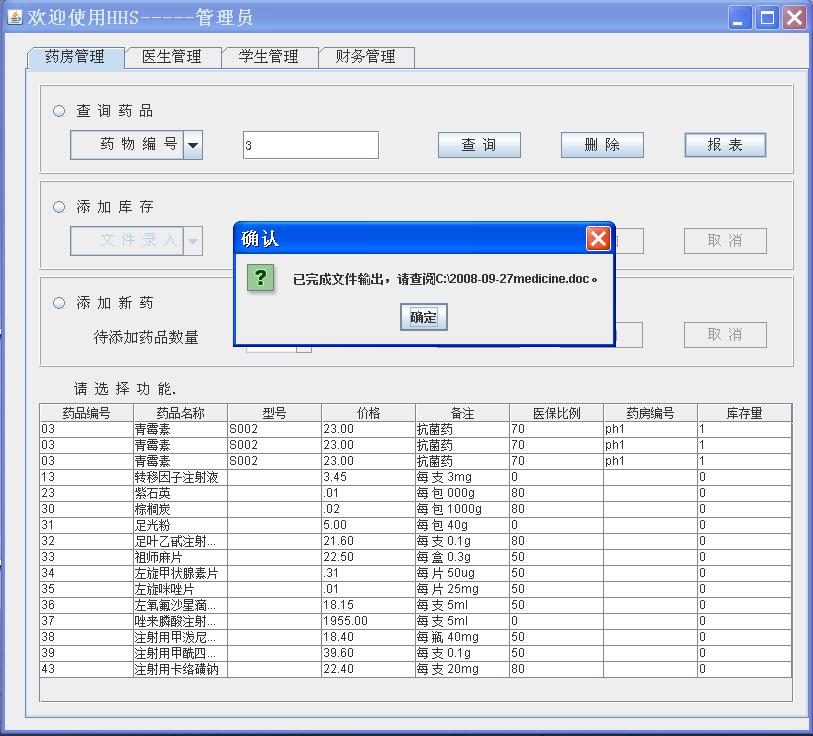 欢迎使用HHS-----管理员
药房管理 医生管理 学生管理 财务管理
查 询 药 品
药 物 编 号 3 查 询 删 除 报 表
添 加 库 存
文 件 录 入 取 消
确认
已完成文件输出，请查阅C:\2008-09-27medicine.doc。
确定
添 加 新 药
待添加药品数量 取 消
请 选 择 功 能.
药品编号 药品名称 型号 价格 备注 医保比例 药房编号 库存量
03 青霉素 S002 23.00 抗菌药 70 ph1 1
03 青霉素 S002 23.00 抗菌药 70 ph1 1
03 青霉素 S002 23.00 抗菌药 70 ph1 1
13 转移因子注射液 3.45 每 支 3mg 0 0
23 紫石英 .01 每 包 000g 80 0
30 棕榈炭 .02 每 包 1000g 80 0
31 足光粉 5.00 每 包 40g 0 0
32 足叶乙甙注射... 21.60 每 支 0.1g 80 0
33 祖师麻片 22.50 每 盒 0.3g 50 0
34 左旋甲状腺素片 .31 每 片 50ug 50 0
35 左旋咪唑片 .01 每 片 25mg 50 0
36 左氧氟沙星滴... 18.15 每 支 5ml 50 0
37 唑来膦酸注射... 1955.00 每 支 5ml 0 0
38 注射用甲泼尼... 18.40 每 瓶 40mg 50 0
39 注射用甲酰四... 39.60 每 支 0.1g 50 0
43 注射用卡络磺钠 22.40 每 支 20mg 80 0